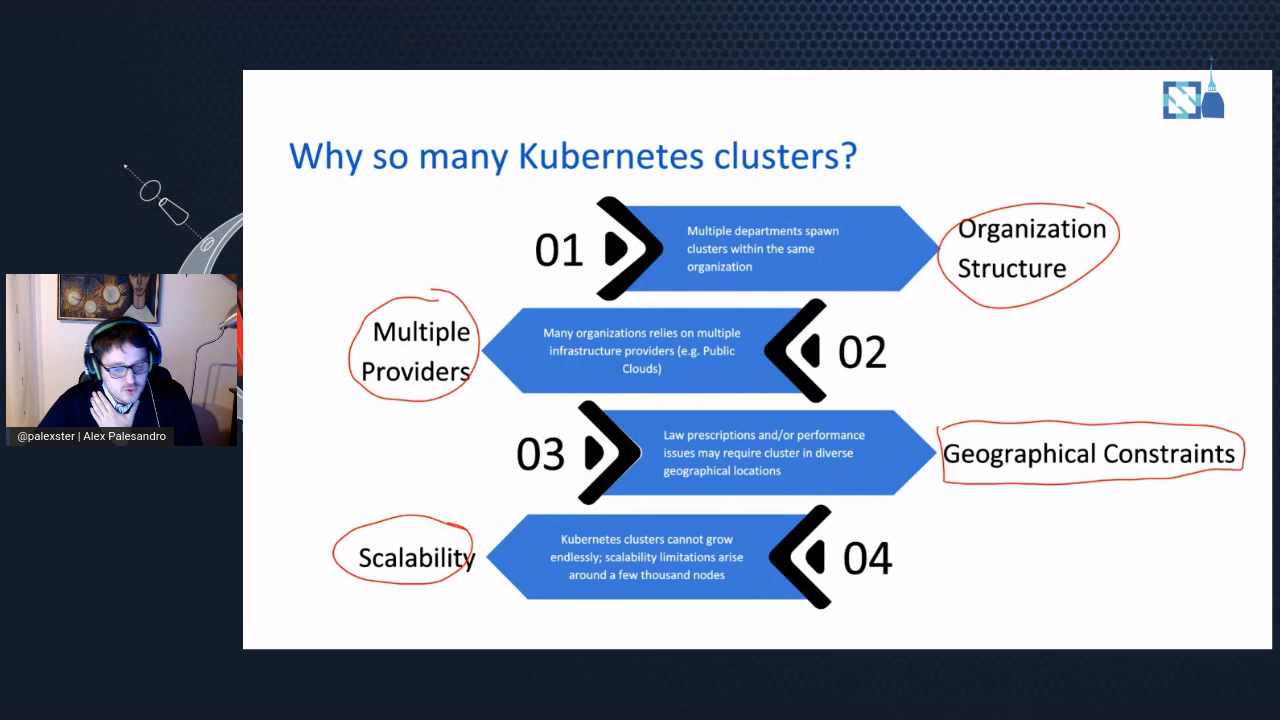 Why so many Kubernetes clusters?
01
Multiple departments spawn
clusters within the same
organization
Organization
Structure
Multiple
Providers
Many organizations relies on multiple
infrastructure providers (e.g. Public
Clouds)
02
03
Law prescriptions and/or performance
issues may require cluster in diverse
geographical locations
Geographical Constraints
Scalability
Kubernetes clusters cannot grow
endlessly; scalability limitations arise
around a few thousand nodes
04
@palexster | Alex Palesandro